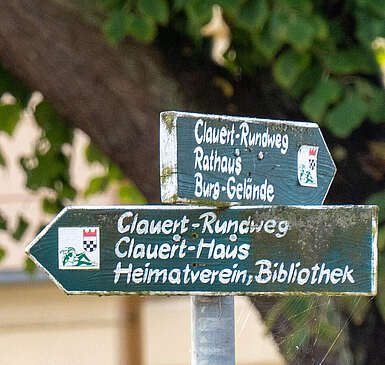 Clauert-Rundweg
Rathaus
Burg-Gelände
Clauert-Rundweg
Clauert-Haus
Heimatverein, Bibliothek